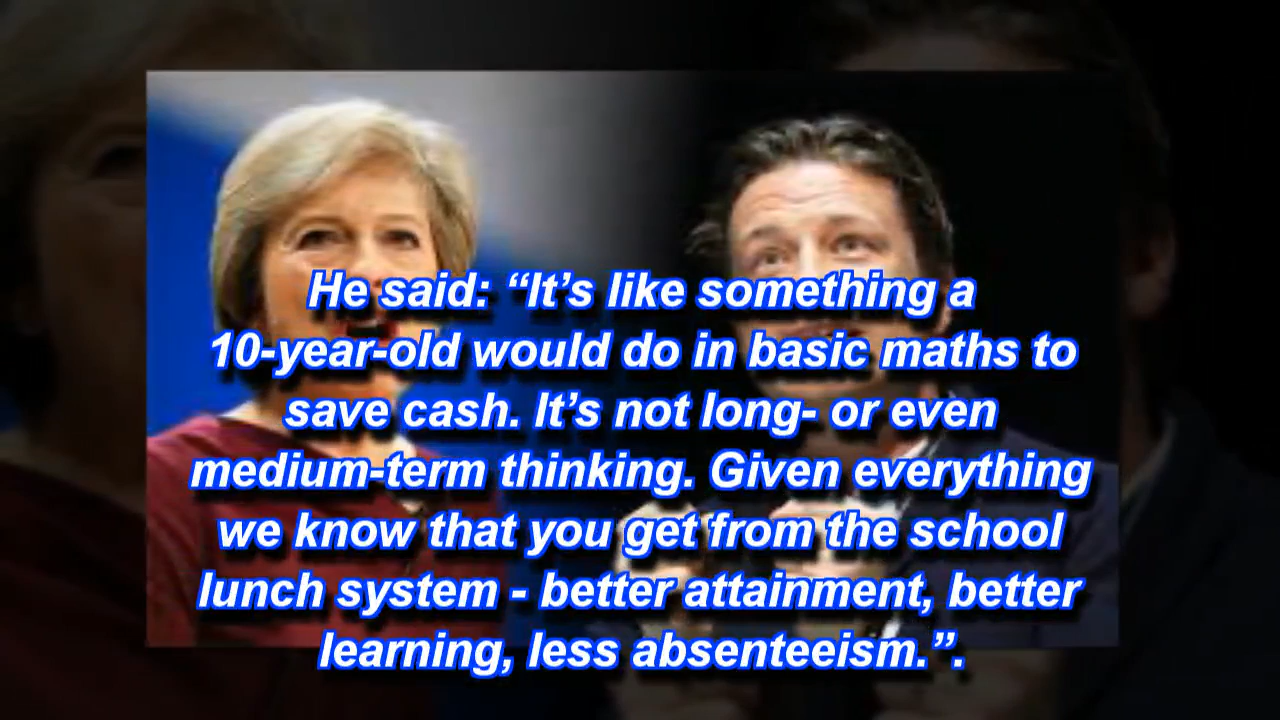 He said: “It’s like something a
10-year-old would do in basic maths to
save cash. It’s not long- or even
medium-term thinking. Given everything
we know that you get from the school
lunch system - better attainment, better
learning, less absenteeism.”.